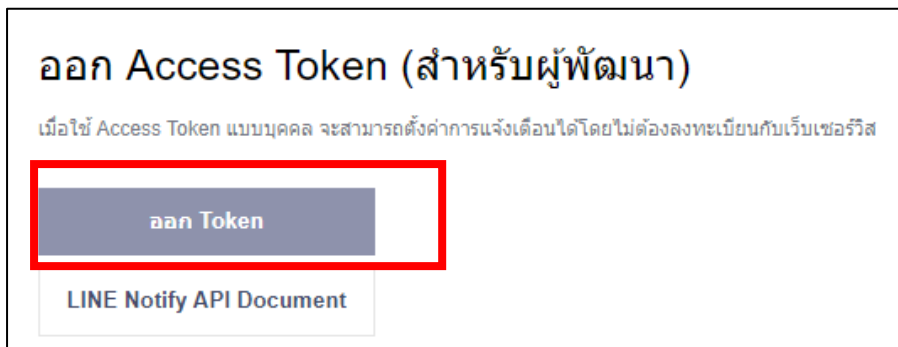 ออก Access Token (สำหรับผู้พัฒนา)
เมื่อใช้ Access Token แบบบุคคล จะสามารถตั้งค่าการแจ้งเตือนได้โดยไม่ต้องลงทะเบียนกับเว็บเซอร์วิส
ออก Token
LINE Notify API Document